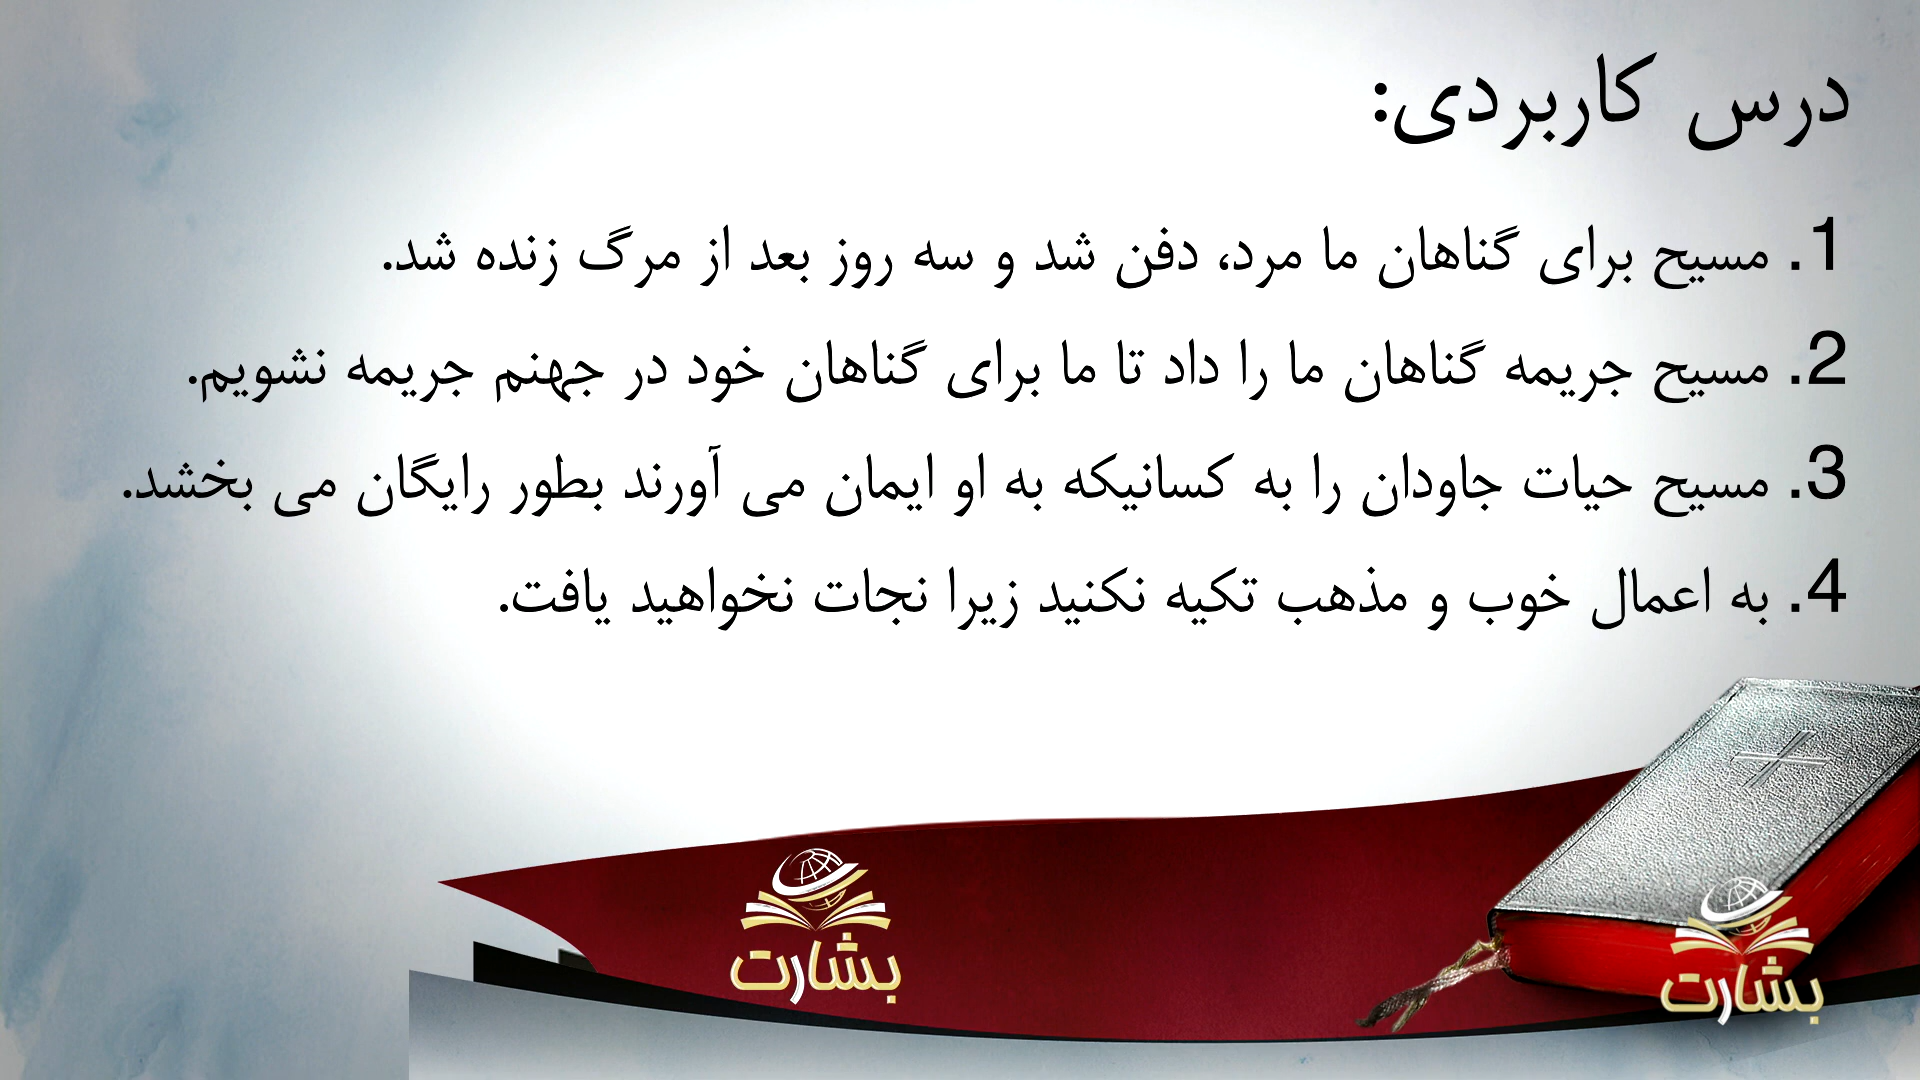 درس کاربردی:
1. مسیح برای گناهان ما مرد، دفن شد و سه روز بعد از مرگ زنده شد.
2. مسیح جریمه گناهان ما را داد تا ما برای گناهان خود در جهنم جریمه نشویم.
3. مسیح حیات جاودان را به کسانیکه به او ایمان می آورند بطور رایگان می بخشد.
4. به اعمال خوب و مذهب تکیه نکنید زیرا نجات نخواهید یافت.
بشارت
بشارت